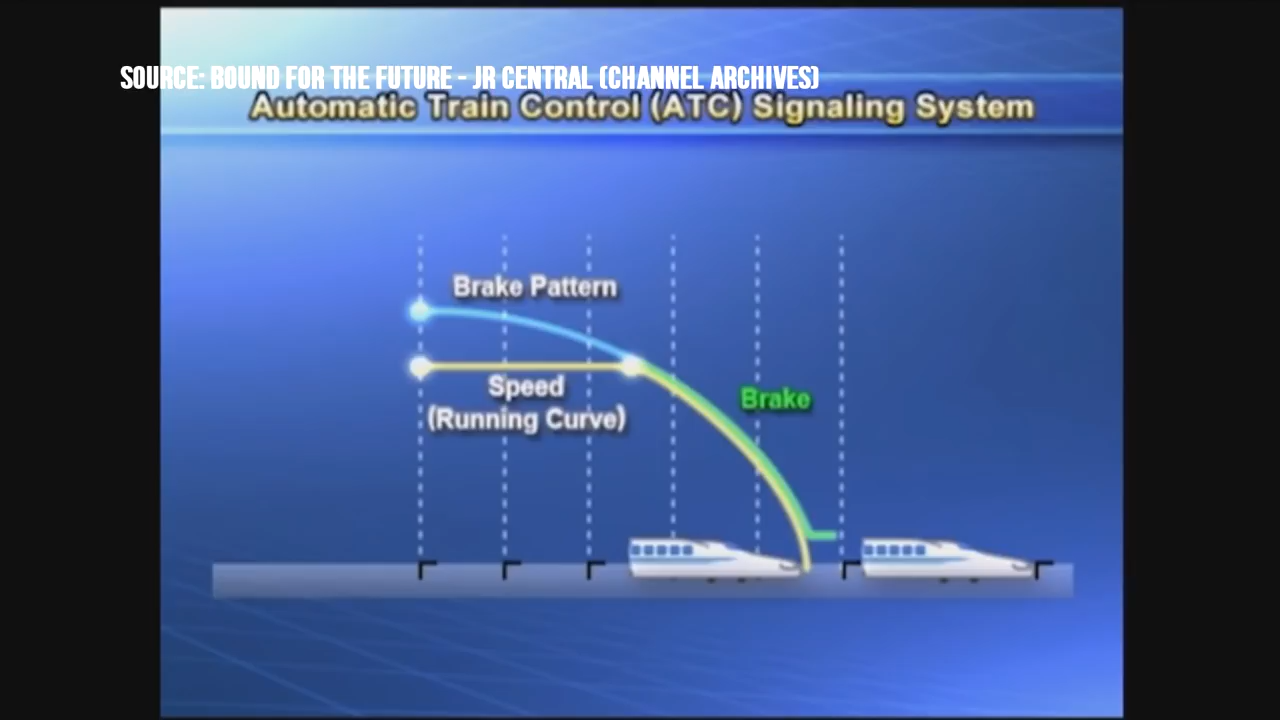 SOURCE: BOUND FOR THE FUTURE - JR CENTRAL (CHANNEL ARCHIVES)
Automatic Train Control (ATC) Signaling System
Brake Pattern
Speed
(Running Curve)
Brake